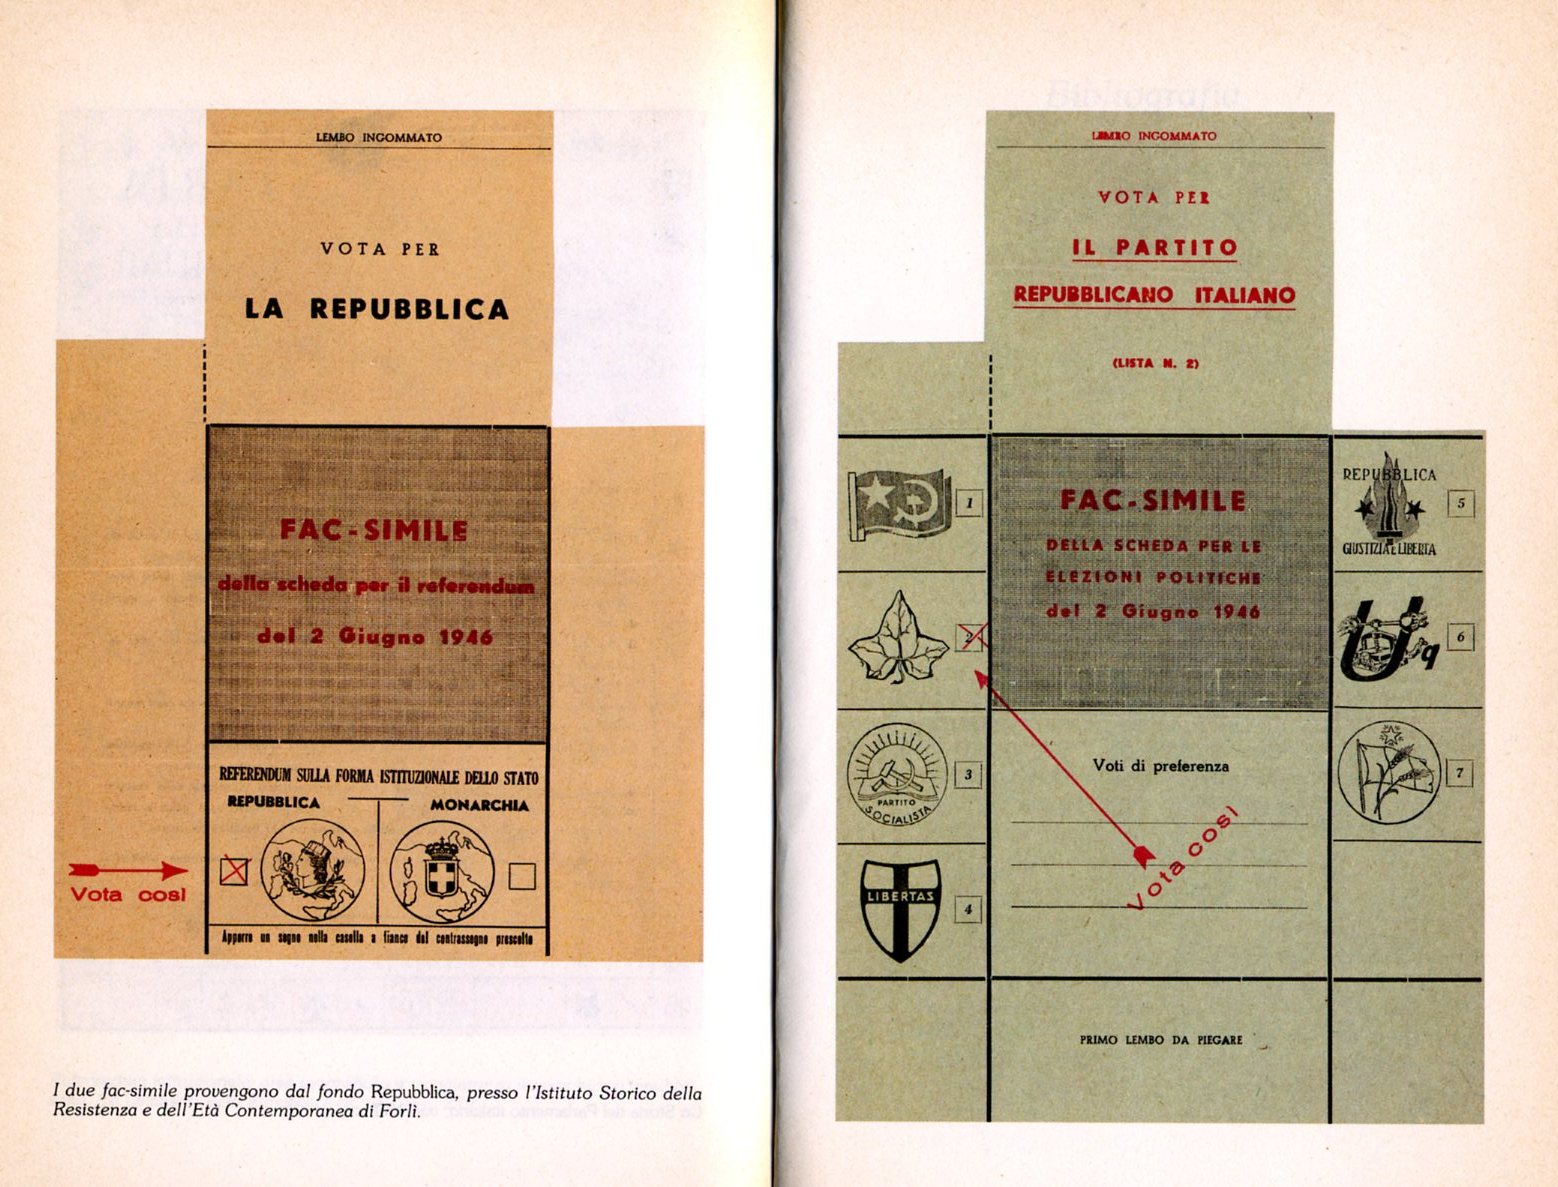 LEMBO INGOMMATO
VOTA PER
LA REPUBBLICA
FAC-SIMILE
della scheda per il referendum
del 2 Giugno 1946
REFERENDUM SULLA FORMA ISTITUZIONALE DELLO STATO
REPUBBLICA
MONARCHIA
Vota così
Apporre un segno nella casella a fianco del contrassegno prescelto
I due fac-simile provengono dal fondo Repubblica, presso l'Istituto Storico della
Resistenza e dell'Età Contemporanea di Forlì.
LEMBO INGOMMATO
VOTA PER
IL PARTITO
REPUBBLICANO ITALIANO
(LISTA N. 2)
1
2
3
PARTITO
SOCIALISTA
LIBERTAS
4
FAC-SIMILE
DELLA SCHEDA PER LE
ELEZIONI POLITICHE
del 2 Giugno 1946
Voti di preferenza
Vota così
PRIMO LEMBO DA PIEGARE
REPUBBLICA
GIUSTIZIA E LIBERTA
5
U
q
6
7